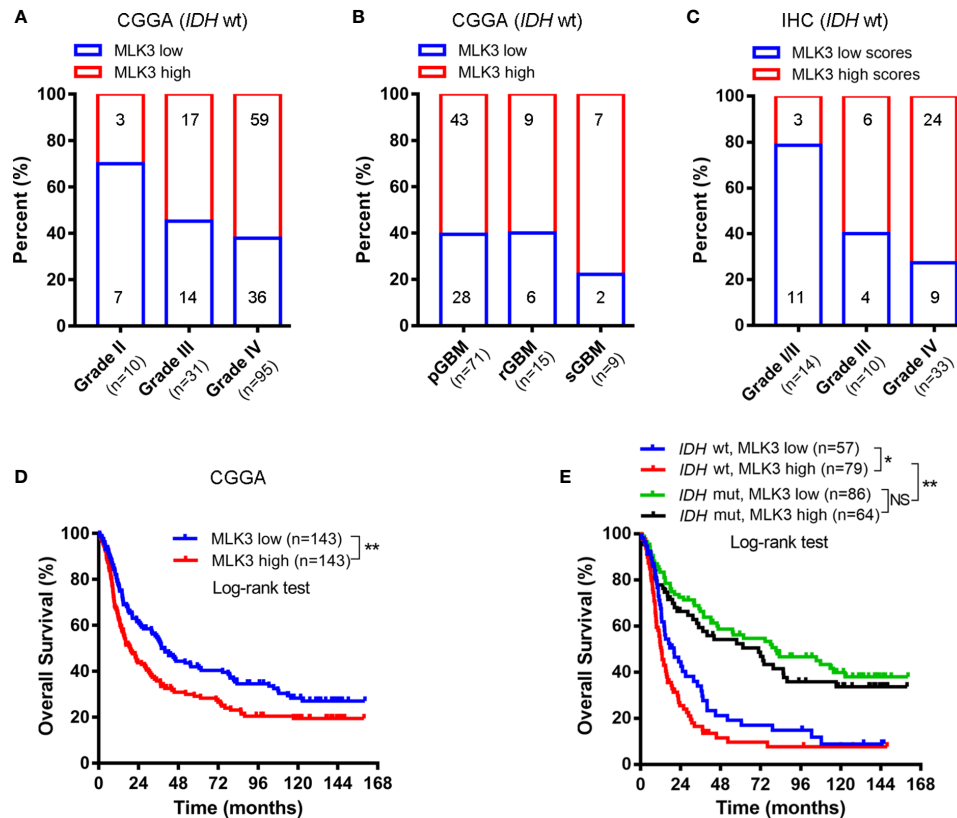 A
CGGA (IDH wt)
MLK3 low
MLK3 high
Percent (%)
100
80
60
40
20
0
3
17
59
7
14
36
Grade II
(n=10)
Grade III
(n=31)
Grade IV
(n=95)
B
CGGA (IDH wt)
MLK3 low
MLK3 high
Percent (%)
100
80
60
40
20
0
43
9
7
28
6
2
pGBM
(n=71)
rGBM
(n=15)
sGBM
(n=9)
C
IHC (IDH wt)
MLK3 low scores
MLK3 high scores
Percent (%)
100
80
60
40
20
0
3
6
24
11
4
9
Grade I/II
(n=14)
Grade III
(n=10)
Grade IV
(n=33)
D
CGGA
MLK3 low (n=143)
MLK3 high (n=143)
**
Log-rank test
Overall Survival (%)
100
80
60
40
20
0
0 24 48 72 96 120 144 168
Time (months)
E
IDH wt, MLK3 low (n=57)
IDH wt, MLK3 high (n=79)
IDH mut, MLK3 low (n=86)
IDH mut, MLK3 high (n=64)
*
NS
**
Log-rank test
Overall Survival (%)
100
80
60
40
20
0
0 24 48 72 96 120 144 168
Time (months)